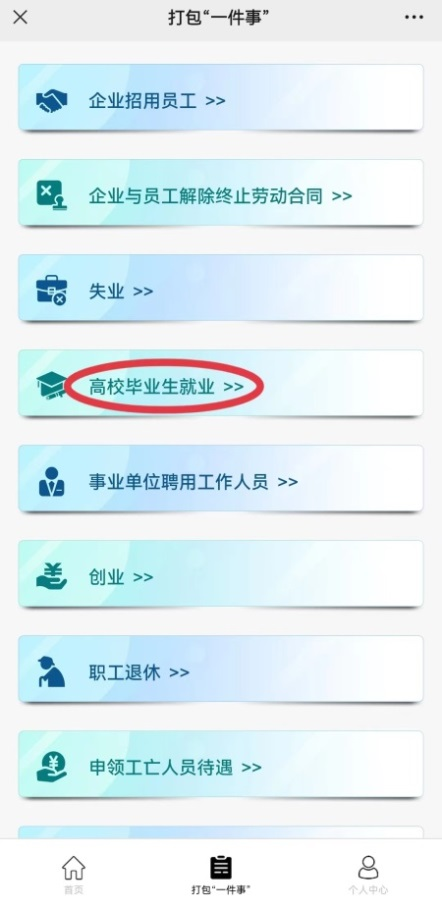 打包“一件事”
企业招用员工 >>
企业与员工解除终止劳动合同 >>
失业 >>
高校毕业生就业 >>
事业单位聘用工作人员 >>
创业 >>
职工退休 >>
申领工亡人员待遇 >>
首页 打包“一件事” 个人中心